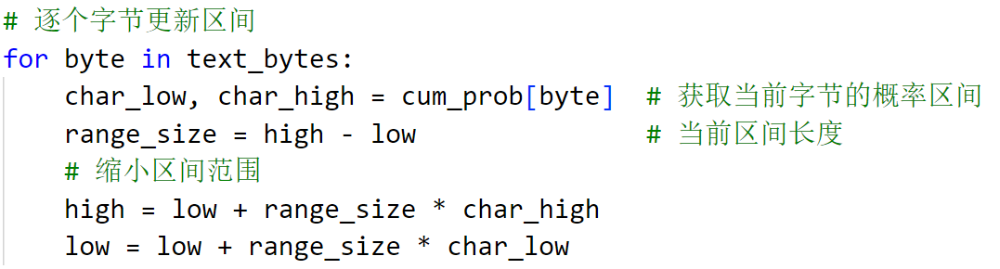 # 逐个字节更新区间
for byte in text_bytes:
    char_low, char_high = cum_prob[byte]  # 获取当前字节的概率区间
    range_size = high - low               # 当前区间长度
    # 缩小区间范围
    high = low + range_size * char_high
    low = low + range_size * char_low